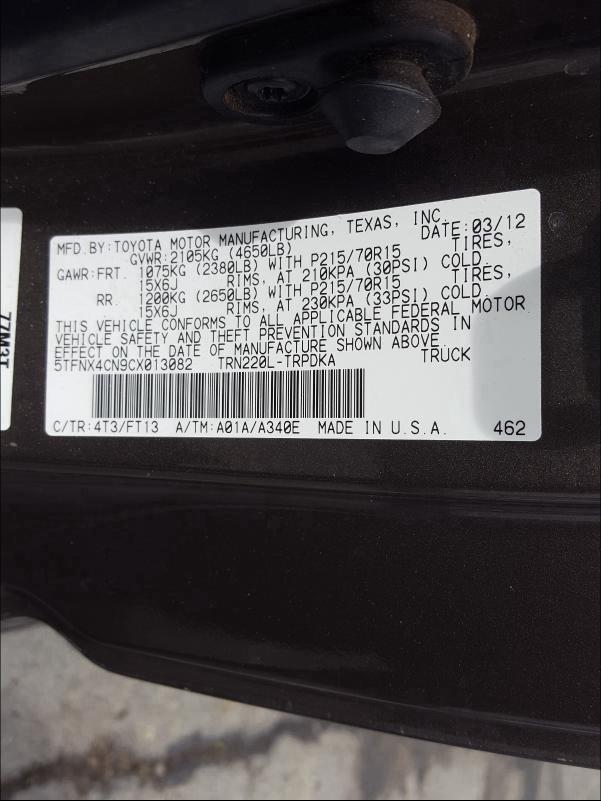 MFD.BY:TOYOTA MOTOR MANUFACTURING, TEXAS, INC. DATE:03/12
GVWR:2105KG (4650LB)
GAWR:FRT. 1075KG (2380LB) WITH P215/70R15 TIRES,
15X6J RIMS, AT 210KPA (30PSI) COLD.
RR. 1200KG (2650LB) WITH P215/70R15 TIRES,
15X6J RIMS, AT 230KPA (33PSI) COLD.
THIS VEHICLE CONFORMS TO ALL APPLICABLE FEDERAL MOTOR
VEHICLE SAFETY AND THEFT PREVENTION STANDARDS IN
EFFECT ON THE DATE OF MANUFACTURE SHOWN ABOVE.
5TFNX4CN9CX013082 TRN220L-TRPDKA TRUCK
C/TR:4T3/FT13 A/TM:A01A/A340E MADE IN U.S.A. 462
77M3T